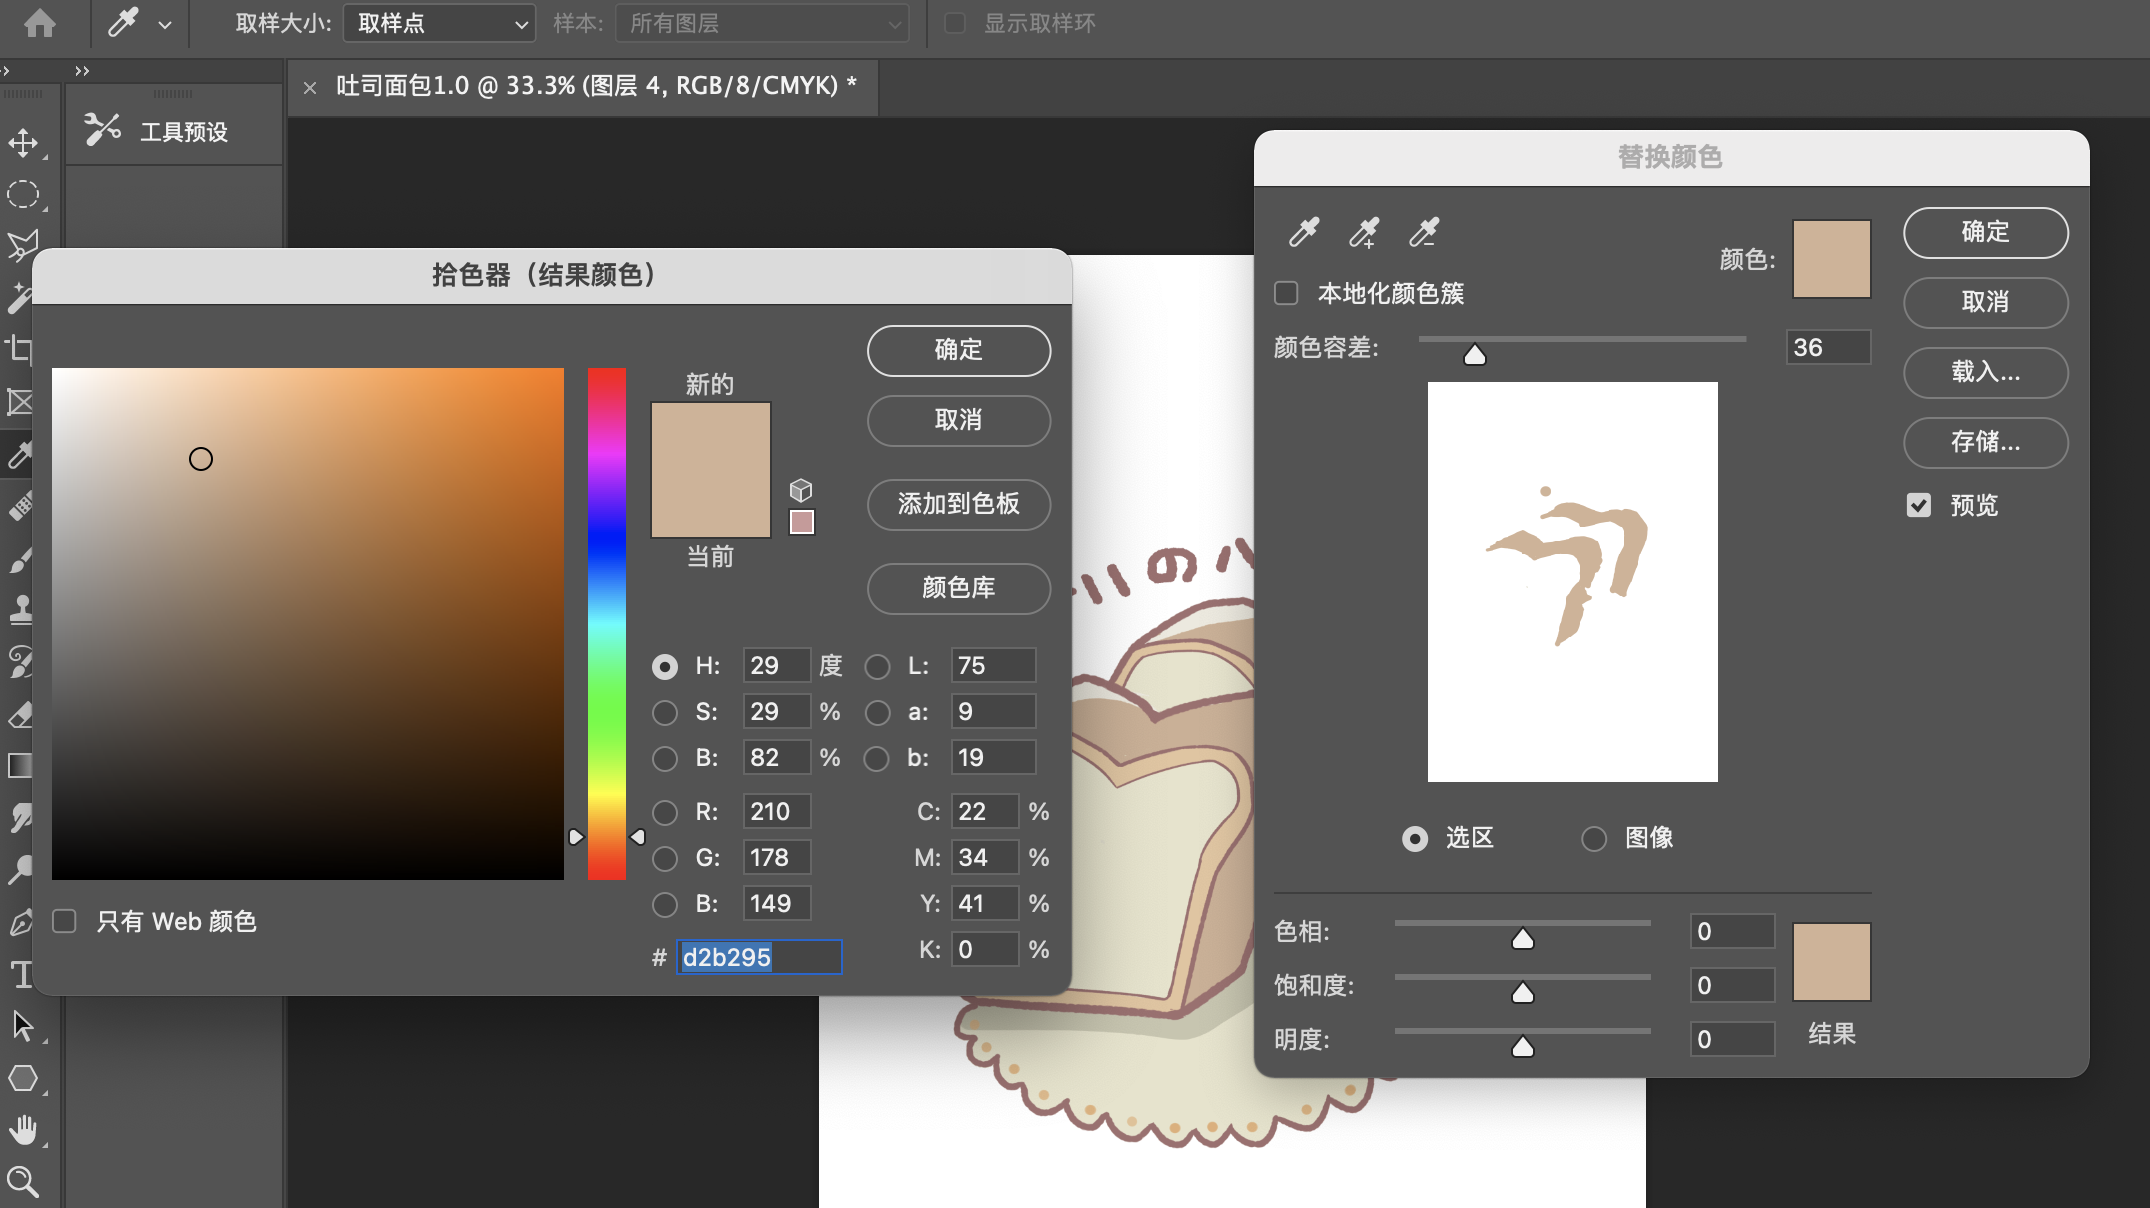 取样大小: 取样点 样本: 所有图层 显示取样环
× 吐司面包1.0 @ 33.3% (图层 4, RGB/8/CMYK) *
工具预设
拾色器（结果颜色）
新的
当前
确定
取消
添加到色板
颜色库
H: 29 度 L: 75
S: 29 % a: 9
B: 82 % b: 19
R: 210 C: 22 %
G: 178 M: 34 %
B: 149 Y: 41 %
# d2b295 K: 0 %
只有 Web 颜色
替换颜色
颜色:
本地化颜色簇
颜色容差: 36
确定
取消
载入...
存储...
预览
选区 图像
色相: 0
饱和度: 0
明度: 0
结果